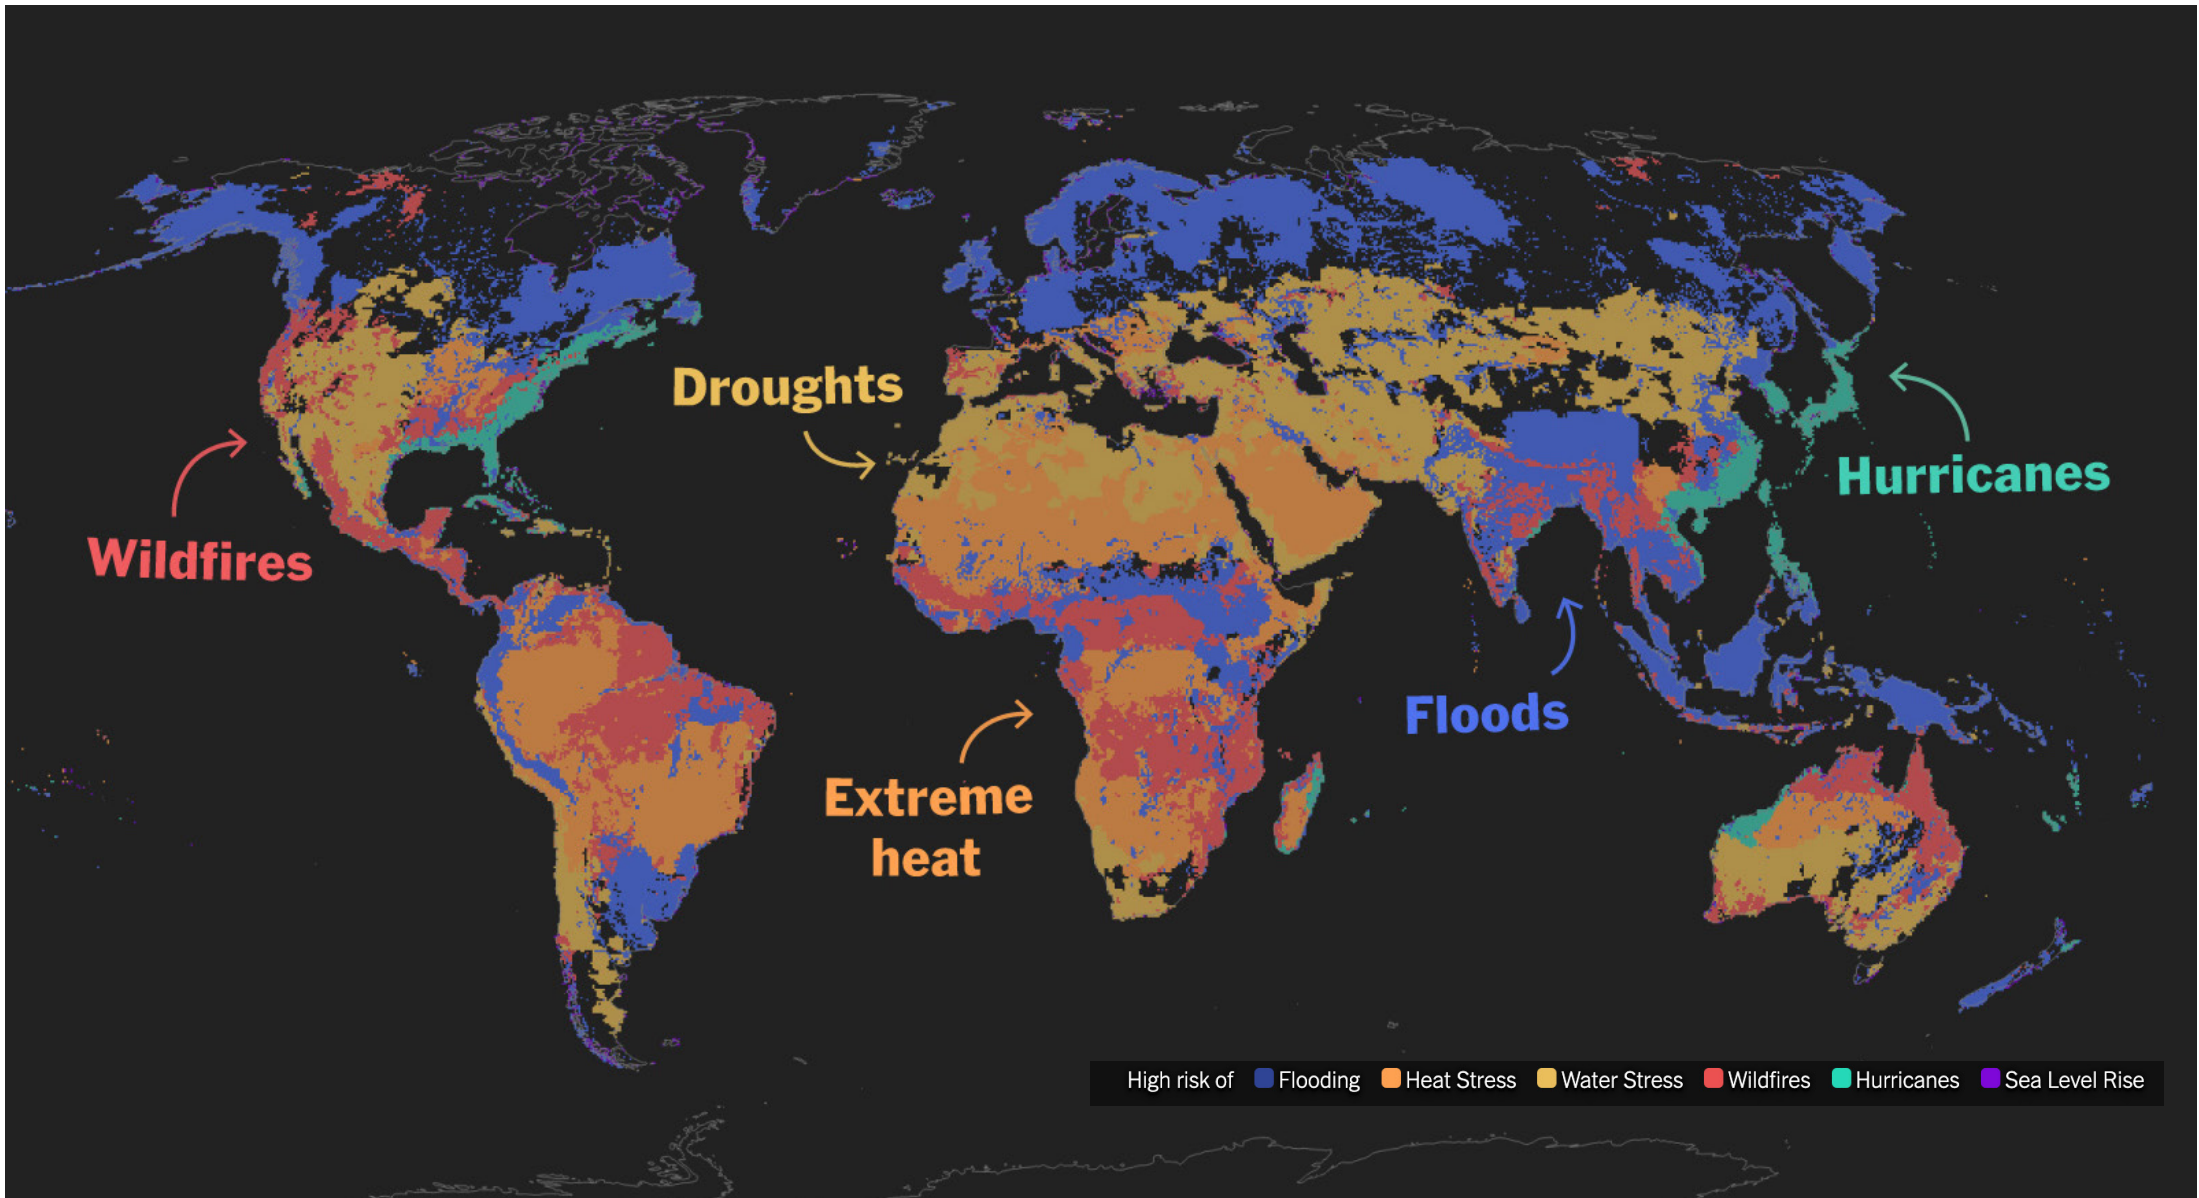 Droughts
Wildfires
Hurricanes
Floods
Extreme
heat
High risk of Flooding Heat Stress Water Stress Wildfires Hurricanes Sea Level Rise